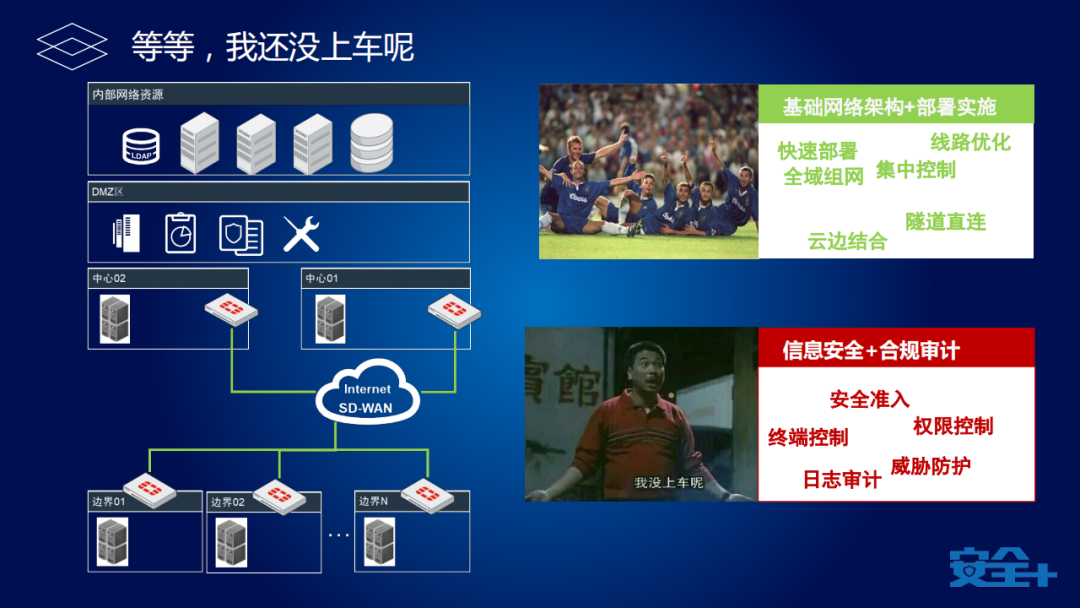 等等，我还没上车呢
内部网络资源
LDAP
DMZ区
中心02
中心01
Internet
SD-WAN
边界01
边界02
边界N
...
基础网络架构+部署实施
快速部署
线路优化
全域组网
集中控制
隧道直连
云边结合
賓館
我没上车呢
信息安全+合规审计
安全准入
终端控制
权限控制
威胁防护
日志审计
安全+